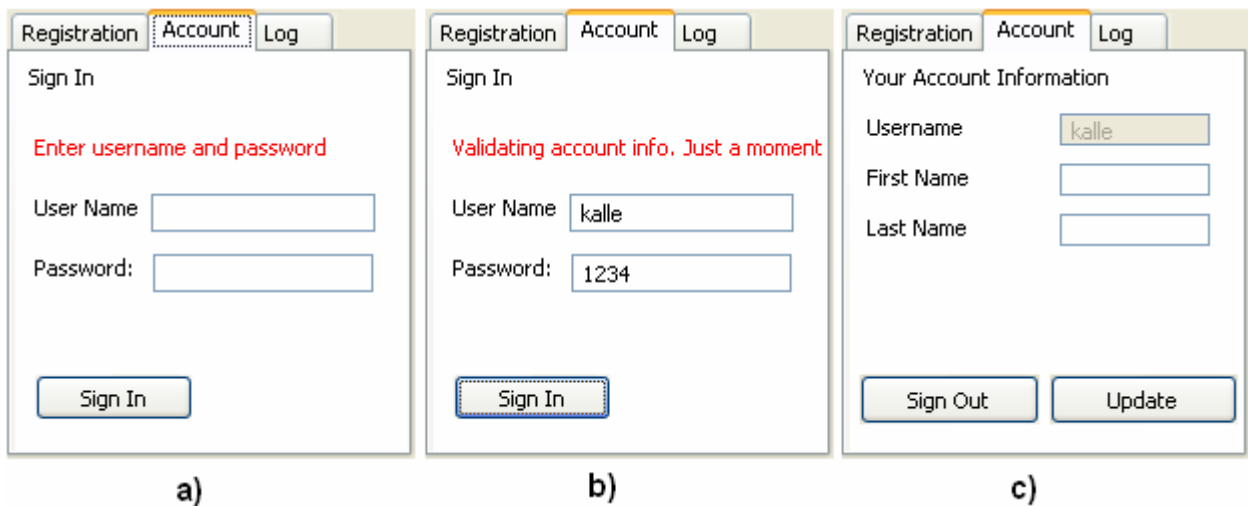 Registration Account Log
Sign In
Enter username and password
User Name
Password:
Sign In
a)
Registration Account Log
Sign In
Validating account info. Just a moment
User Name kalle
Password: 1234
Sign In
b)
Registration Account Log
Your Account Information
Username kalle
First Name
Last Name
Sign Out Update
c)